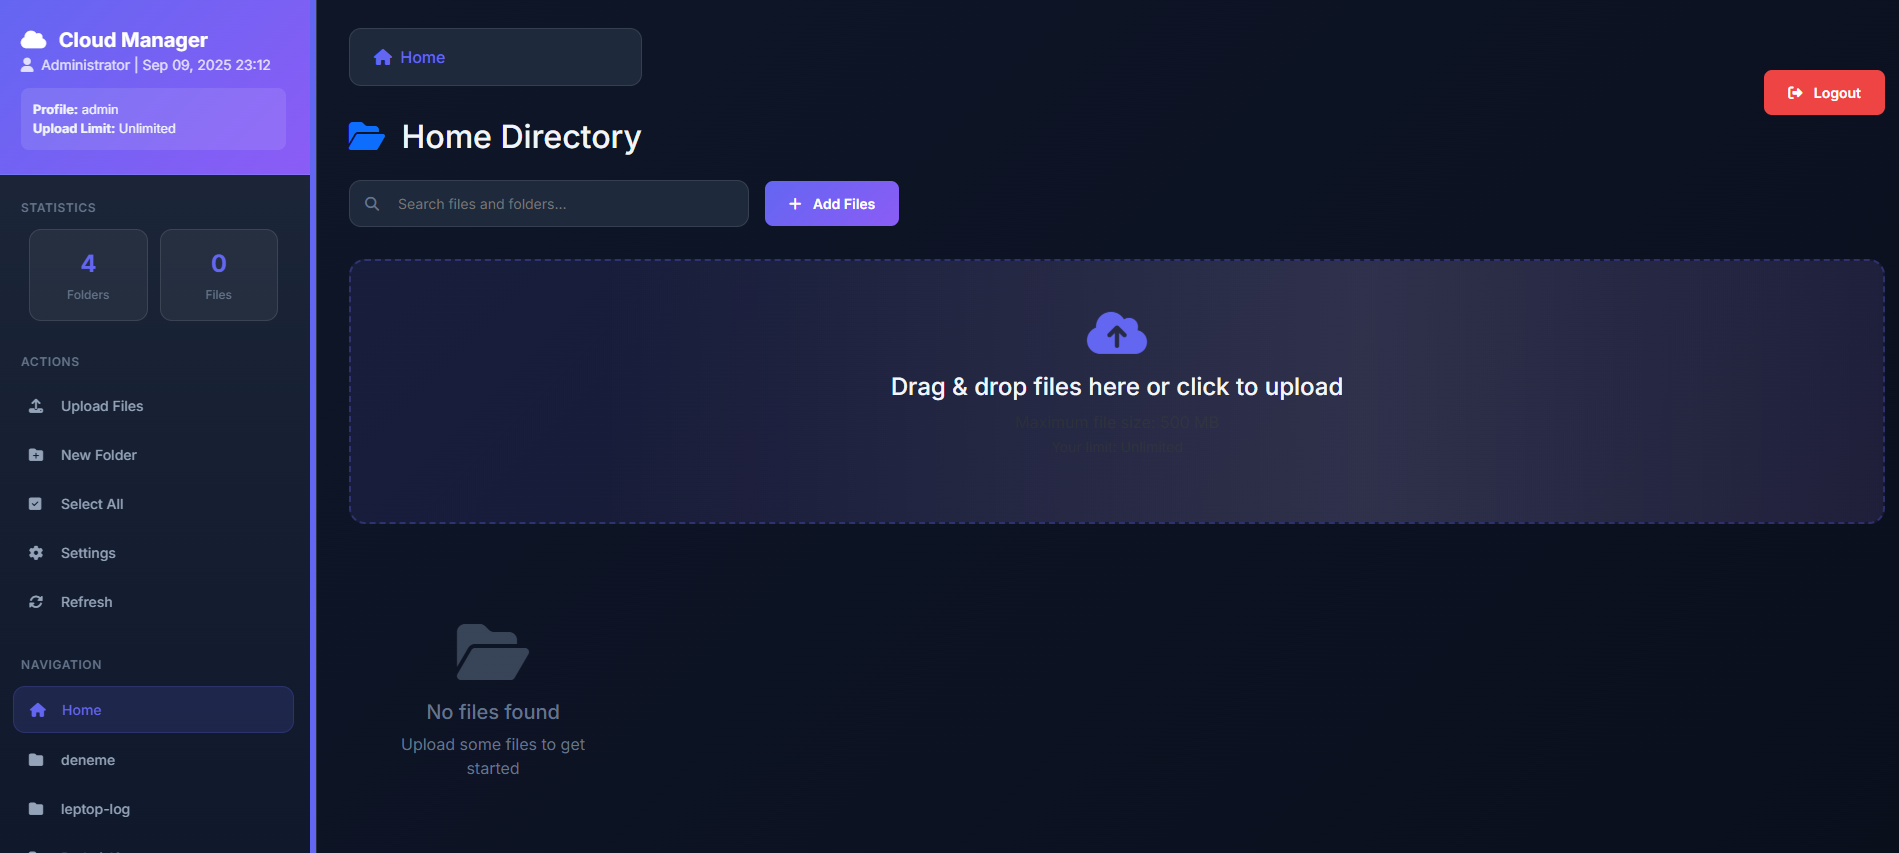 Cloud Manager
Administrator | Sep 09, 2025 23:12
Profile: admin
Upload Limit: Unlimited
STATISTICS
4
Folders
0
Files
ACTIONS
Upload Files
New Folder
Select All
Settings
Refresh
NAVIGATION
Home
deneme
leptop-log
Home
Logout
Home Directory
Search files and folders...
Add Files
Drag & drop files here or click to upload
Maximum file size: 500 MB
Your limit: Unlimited
No files found
Upload some files to get
started